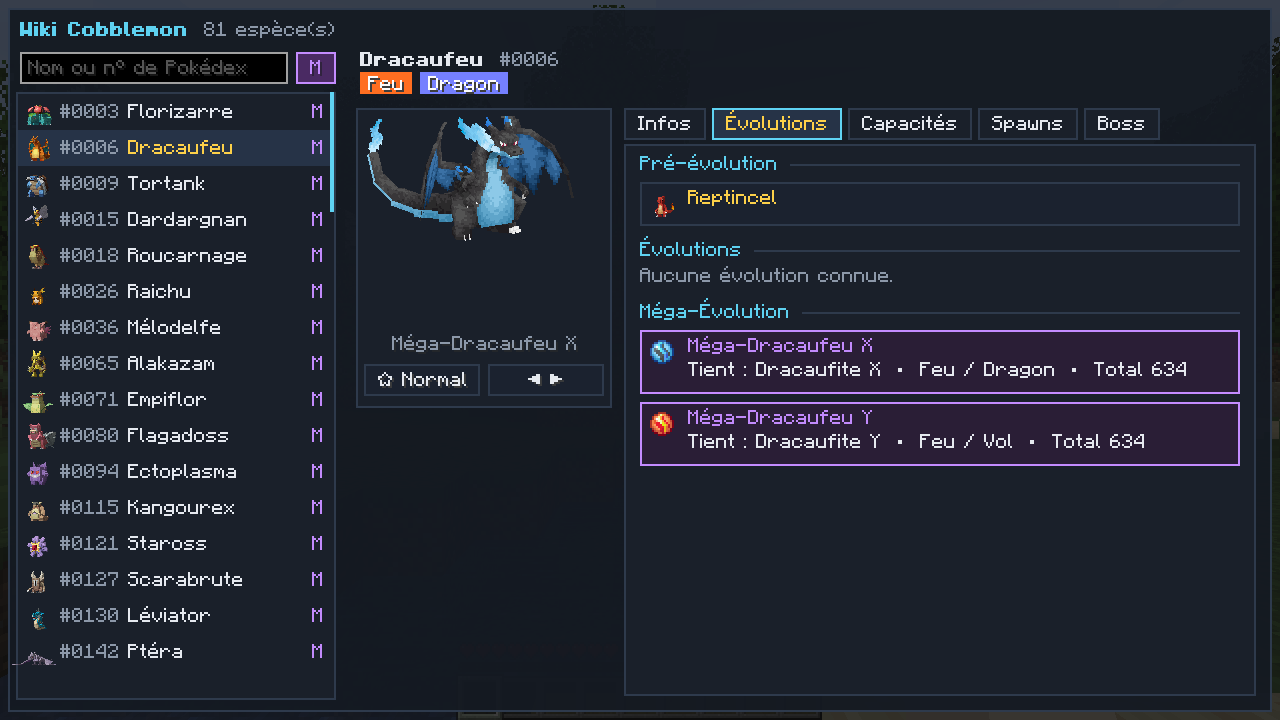 Wiki Cobblemon 81 espèce(s)
Nom ou n° de Pokédex M
#0003 Florizarre M
#0006 Dracaufeu M
#0009 Tortank M
#0015 Dardargnan M
#0018 Roucarnage M
#0026 Raichu M
#0036 Mélodelfe M
#0065 Alakazam M
#0071 Empiflor M
#0080 Flagadoss M
#0094 Ectoplasma M
#0115 Kangourex M
#0121 Staross M
#0127 Scarabrute M
#0130 Léviator M
#0142 Ptéra M
Dracaufeu #0006
Feu Dragon
Méga-Dracaufeu X
☆ Normal ◀ ▶
Infos Évolutions Capacités Spawns Boss
Pré-évolution
Reptincel
Évolutions
Aucune évolution connue.
Méga-Évolution
Méga-Dracaufeu X
Tient : Dracaufite X • Feu / Dragon • Total 634
Méga-Dracaufeu Y
Tient : Dracaufite Y • Feu / Vol • Total 634